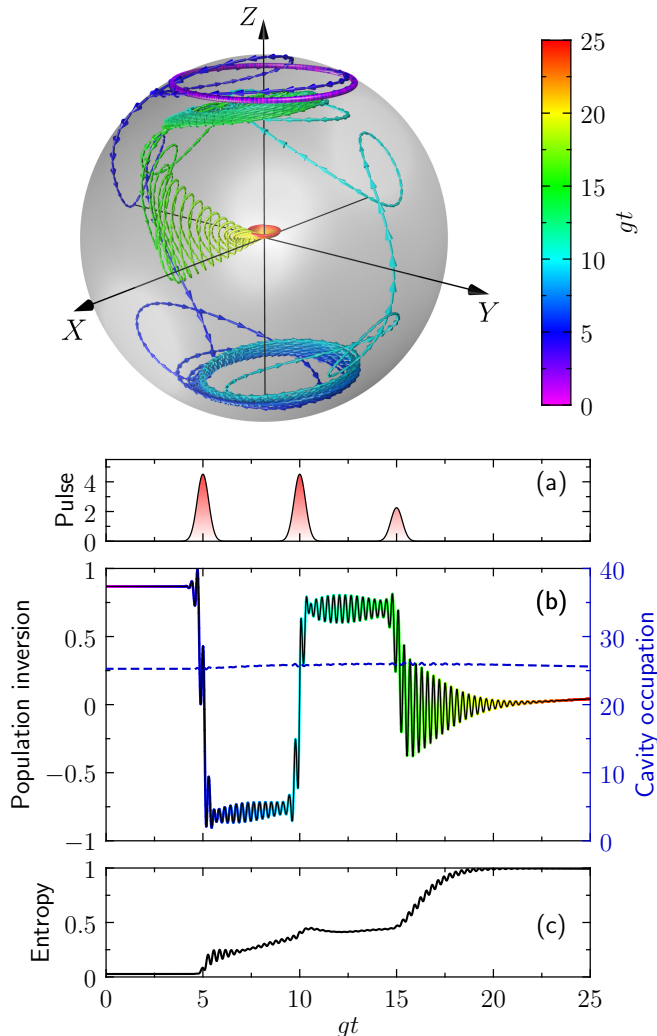 Z
X
Y
25
20
15
10
5
0
gt
Pulse
4
2
0
(a)
Population inversion
1
0.5
0
−0.5
−1
(b)
40
30
20
10
0
Cavity occupation
Entropy
1
0.5
0
(c)
0 5 10 15 20 25
gt